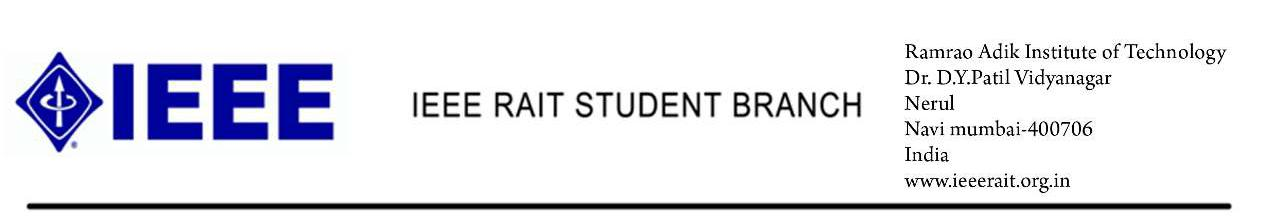 IEEE
IEEE RAIT STUDENT BRANCH
Ramrao Adik Institute of Technology
Dr. D.Y.Patil Vidyanagar
Nerul
Navi mumbai-400706
India
www.ieeerait.org.in